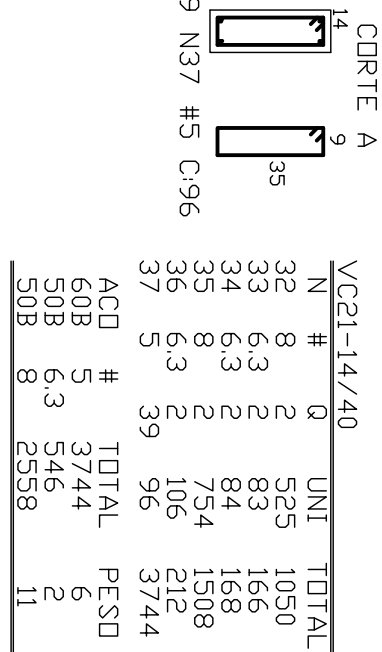 CORTE A
14
9
35
9 N37 #5 C:96
VC21-14/40
N # Q UNI TOTAL
32 8 2 525 1050
33 6.3 2 83 166
34 6.3 2 84 168
35 8 2 754 1508
36 6.3 2 106 212
37 5 39 96 3744
ACO # TOTAL PESO
60B 5 3744 6
50B 6.3 546 2
50B 8 2558 11